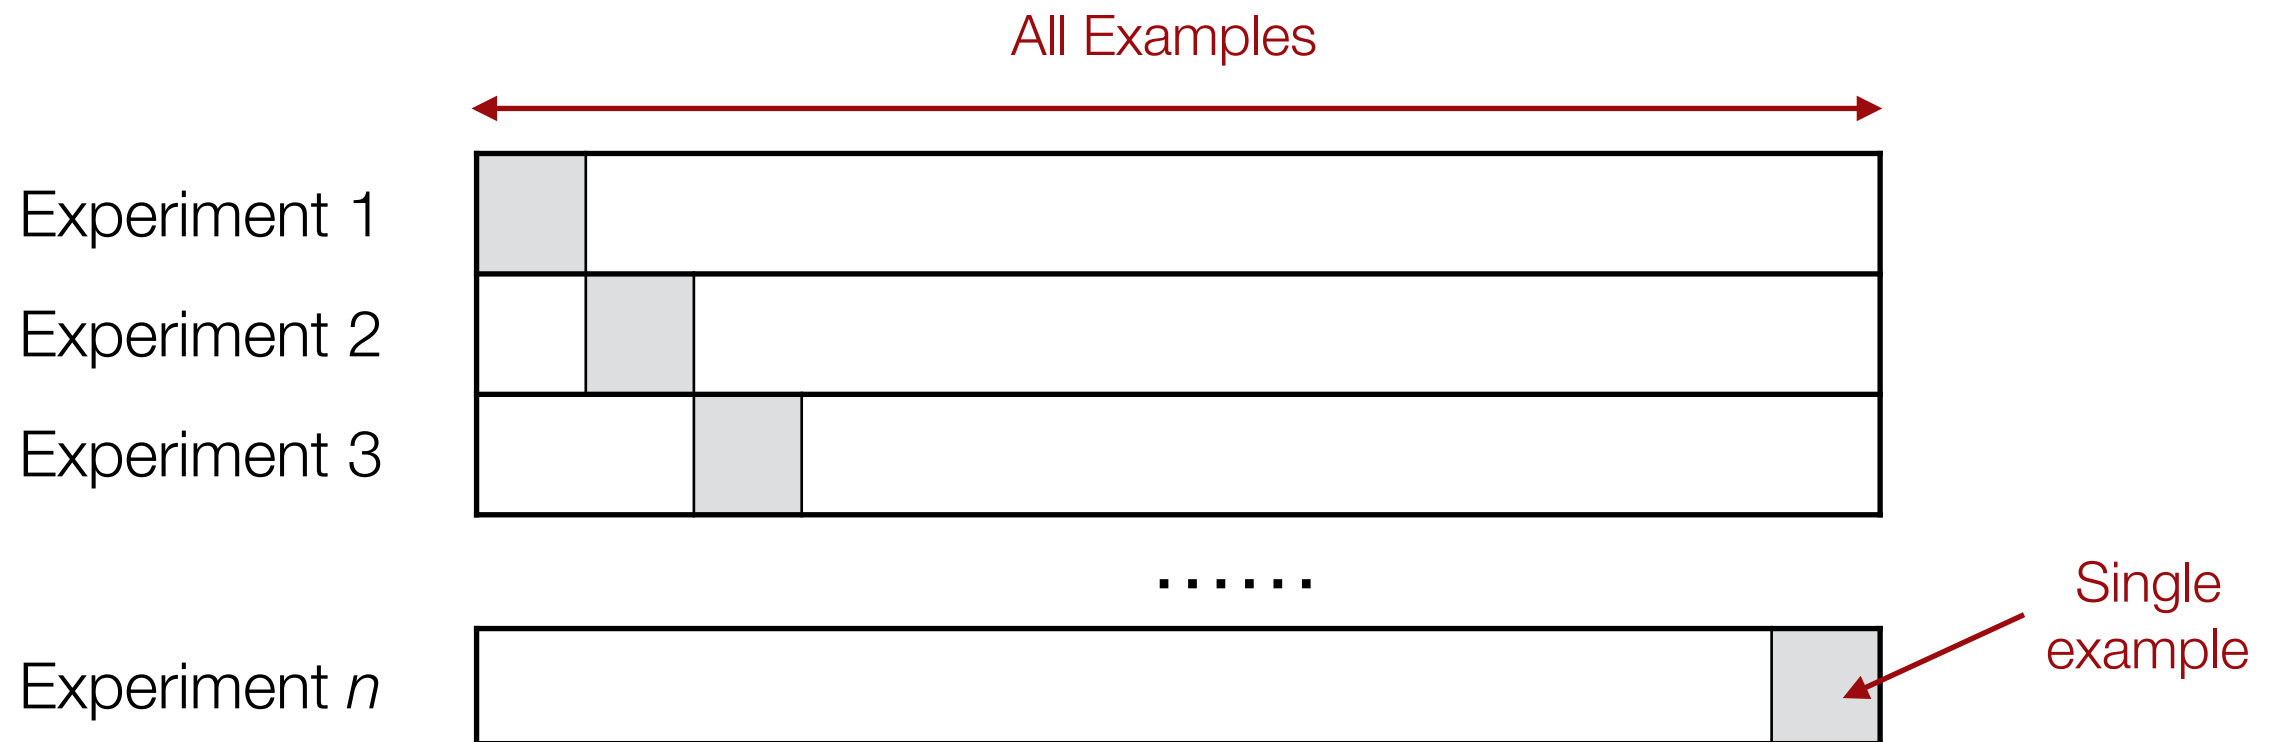 All Examples
Experiment 1
Experiment 2
Experiment 3
......
Experiment n
Single
example